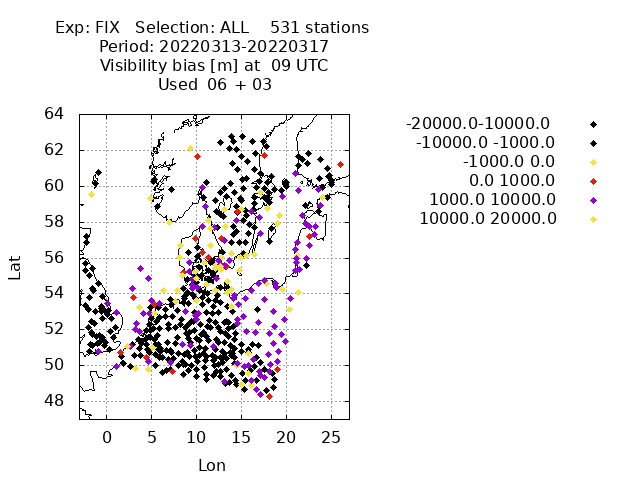 Exp: FIX Selection: ALL 531 stations
Period: 20220313-20220317
Visibility bias [m] at 09 UTC
Used 06 + 03
-20000.0-10000.0
-10000.0 -1000.0
-1000.0 0.0
0.0 1000.0
1000.0 10000.0
10000.0 20000.0
64
62
60
58
56
54
52
50
48
Lat
0 5 10 15 20 25
Lon